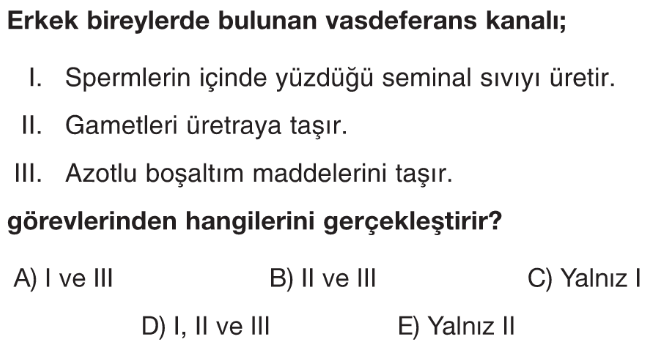 Erkek bireylerde bulunan vasdeferans kanalı;
I. Spermlerin içinde yüzdüğü seminal sıvıyı üretir.
II. Gametleri üretraya taşır.
III. Azotlu boşaltım maddelerini taşır.
görevlerinden hangilerini gerçekleştirir?
A) I ve III B) II ve III C) Yalnız I
D) I, II ve III E) Yalnız II